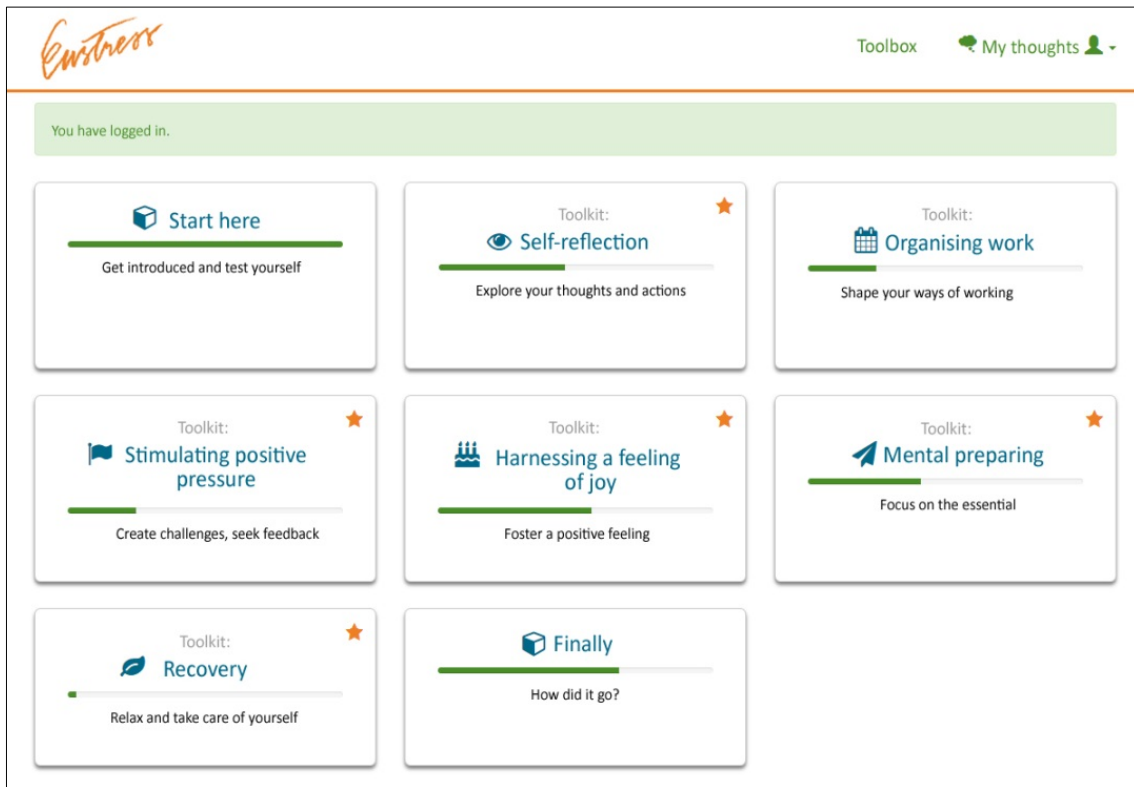 Eustress
Toolbox
My thoughts
You have logged in.
Start here
Get introduced and test yourself
Toolkit:
Self-reflection
Explore your thoughts and actions
Toolkit:
Organising work
Shape your ways of working
Toolkit:
Stimulating positive
pressure
Create challenges, seek feedback
Toolkit:
Harnessing a feeling
of joy
Foster a positive feeling
Toolkit:
Mental preparing
Focus on the essential
Toolkit:
Recovery
Relax and take care of yourself
Finally
How did it go?